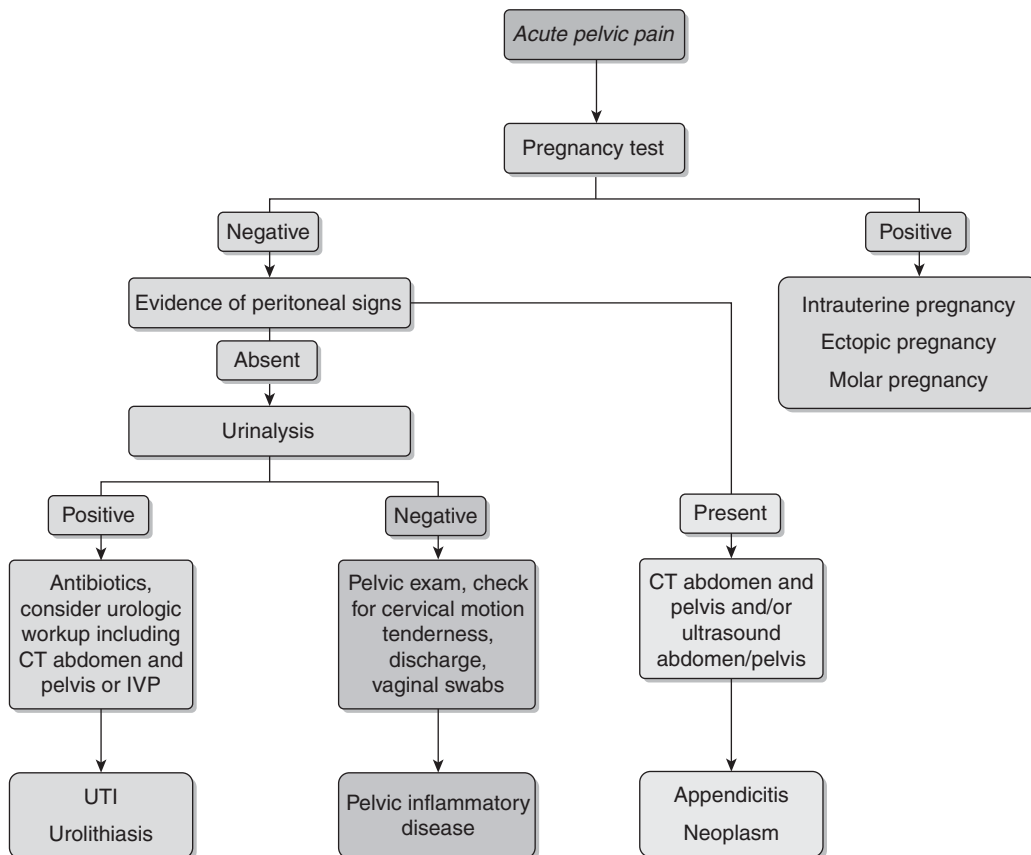 Acute pelvic pain
Pregnancy test
Negative
Positive
Evidence of peritoneal signs
Intrauterine pregnancy
Ectopic pregnancy
Molar pregnancy
Absent
Urinalysis
Positive
Negative
Present
Antibiotics,
consider urologic
workup including
CT abdomen and
pelvis or IVP
Pelvic exam, check
for cervical motion
tenderness,
discharge,
vaginal swabs
CT abdomen and
pelvis and/or
ultrasound
abdomen/pelvis
UTI
Urolithiasis
Pelvic inflammatory
disease
Appendicitis
Neoplasm